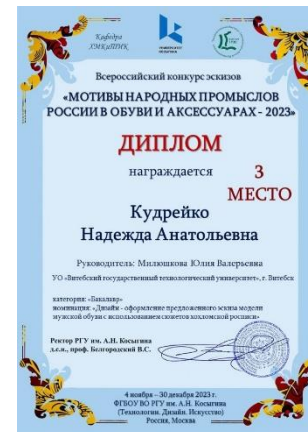 Кафедра
ХМКиТИК
УНИВЕРСИТЕТ
КОСЫГИНА
Всероссийский конкурс эскизов
«МОТИВЫ НАРОДНЫХ ПРОМЫСЛОВ
РОССИИ В ОБУВИ И АКСЕССУАРАХ - 2023»
ДИПЛОМ
награждается
3
МЕСТО
Кудрейко
Надежда Анатольевна
Руководитель: Милюшкова Юлия Валерьевна
УО «Витебский государственный технологический университет», г. Витебск
категория: «Бакалавр»
номинация: «Дизайн - оформление предложенного эскиза модели
мужской обуви с использованием сюжетов хохломской росписи»
Ректор РГУ им. А.Н. Косыгина
проф. Белгородский В.С.
4 ноября – 30 декабря 2023 г.
ФГБОУ ВО РГУ им. А.Н. Косыгина
(Технологии. Дизайн. Искусство)
Россия, Москва